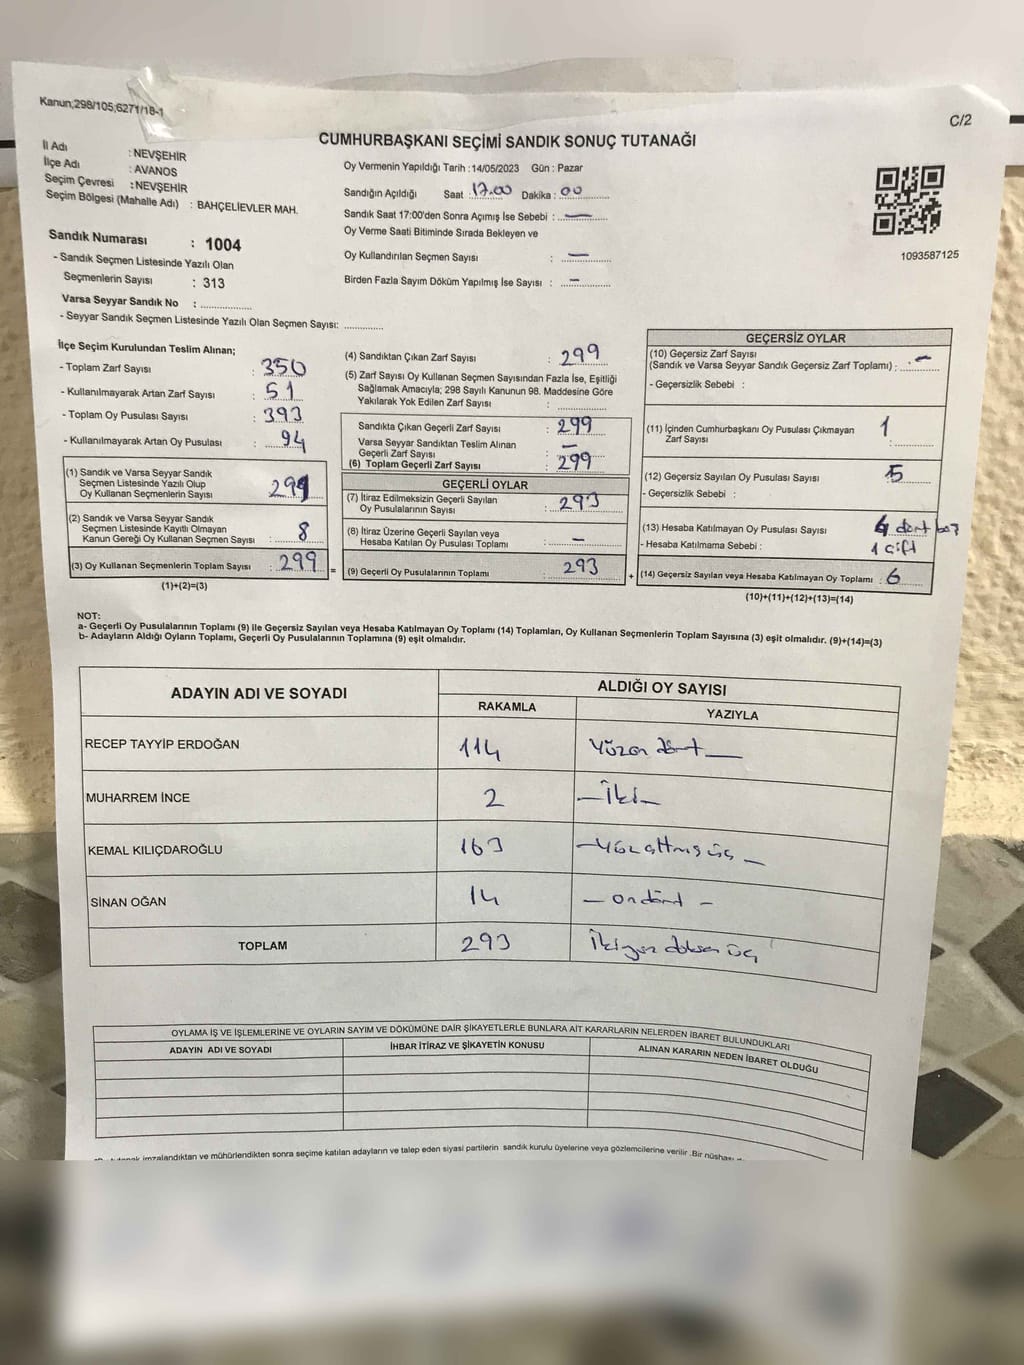 Kanun;298/105;6271/18-1
C/2
CUMHURBAŞKANI SEÇİMİ SANDIK SONUÇ TUTANAĞI
İl Adı : NEVŞEHİR
İlçe Adı : AVANOS
Seçim Çevresi : NEVŞEHİR
Seçim Bölgesi (Mahalle Adı) : BAHÇELİEVLER MAH.
Sandık Numarası : 1004
- Sandık Seçmen Listesinde Yazılı Olan
Seçmenlerin Sayısı : 313
Varsa Seyyar Sandık No :
- Seyyar Sandık Seçmen Listesinde Yazılı Olan Seçmen Sayısı:
Oy Vermenin Yapıldığı Tarih :14/05/2023 Gün : Pazar
Sandığın Açıldığı Saat : 17.00 Dakika : 00
Sandık Saat 17:00'den Sonra Açımış İse Sebebi : —
Oy Verme Saati Bitiminde Sırada Bekleyen ve
Oy Kullandırılan Seçmen Sayısı : —
Birden Fazla Sayım Döküm Yapılmış İse Sayısı : —
1093587125
İlçe Seçim Kurulundan Teslim Alınan;
- Toplam Zarf Sayısı : 350
- Kullanılmayarak Artan Zarf Sayısı : 51
- Toplam Oy Pusulası Sayısı : 393
- Kullanılmayarak Artan Oy Pusulası : 94
(1) Sandık ve Varsa Seyyar Sandık
Seçmen Listesinde Yazılı Olup
Oy Kullanan Seçmenlerin Sayısı 291
(2) Sandık ve Varsa Seyyar Sandık
Seçmen Listesinde Kayıtlı Olmayan
Kanun Gereği Oy Kullanan Seçmen Sayısı : 8
(3) Oy Kullanan Seçmenlerin Toplam Sayısı : 299
(1)+(2)=(3)
(4) Sandıktan Çıkan Zarf Sayısı : 299
(5) Zarf Sayısı Oy Kullanan Seçmen Sayısından Fazla İse, Eşitliği
Sağlamak Amacıyla; 298 Sayılı Kanunun 98. Maddesine Göre
Yakılarak Yok Edilen Zarf Sayısı :
Sandıkta Çıkan Geçerli Zarf Sayısı : 299
Varsa Seyyar Sandıktan Teslim Alınan
Geçerli Zarf Sayısı : —
(6) Toplam Geçerli Zarf Sayısı : 299
GEÇERLİ OYLAR
(7) İtiraz Edilmeksizin Geçerli Sayılan
Oy Pusulalarının Sayısı : 293
(8) İtiraz Üzerine Geçerli Sayılan veya
Hesaba Katılan Oy Pusulası Toplamı : —
(9) Geçerli Oy Pusulalarının Toplamı : 293
GEÇERSİZ OYLAR
(10) Geçersiz Zarf Sayısı
(Sandık ve Varsa Seyyar Sandık Geçersiz Zarf Toplamı) : —
- Geçersizlik Sebebi :
(11) İçinden Cumhurbaşkanı Oy Pusulası Çıkmayan
Zarf Sayısı : 1
(12) Geçersiz Sayılan Oy Pusulası Sayısı : 5
- Geçersizlik Sebebi :
(13) Hesaba Katılmayan Oy Pusulası Sayısı 4 dört boş
- Hesaba Katılmama Sebebi : 1 çift
(14) Geçersiz Sayılan veya Hesaba Katılmayan Oy Toplamı : 6
(10)+(11)+(12)+(13)=(14)
NOT:
a- Geçerli Oy Pusulalarının Toplamı (9) ile Geçersiz Sayılan veya Hesaba Katılmayan Oy Toplamı (14) Toplamları, Oy Kullanan Seçmenlerin Toplam Sayısına (3) eşit olmalıdır. (9)+(14)=(3)
b- Adayların Aldığı Oyların Toplamı, Geçerli Oy Pusulalarının Toplamına (9) eşit olmalıdır.
ADAYIN ADI VE SOYADI
ALDIĞI OY SAYISI
RAKAMLA YAZIYLA
RECEP TAYYİP ERDOĞAN 114 Yüzon dört
MUHARREM İNCE 2 — İki —
KEMAL KILIÇDAROĞLU 163 — Yüz altmış üç —
SİNAN OĞAN 14 — on dört —
TOPLAM 293 İkiyüz doksan üç
OYLAMA İŞ VE İŞLEMLERİNE VE OYLARIN SAYIM VE DÖKÜMÜNE DAİR ŞİKAYETLERLE BUNLARA AİT KARARLARIN NELERDEN İBARET BULUNDUKLARI
ADAYIN ADI VE SOYADI İHBAR İTİRAZ VE ŞİKAYETİN KONUSU ALINAN KARARIN NEDEN İBARET OLDUĞU
imzalandıktan ve mühürlendikten sonra seçime katılan adayların ve talep eden siyasi partilerin sandık kurulu üyelerine veya gözlemcilerine verilir .Bir nüshası